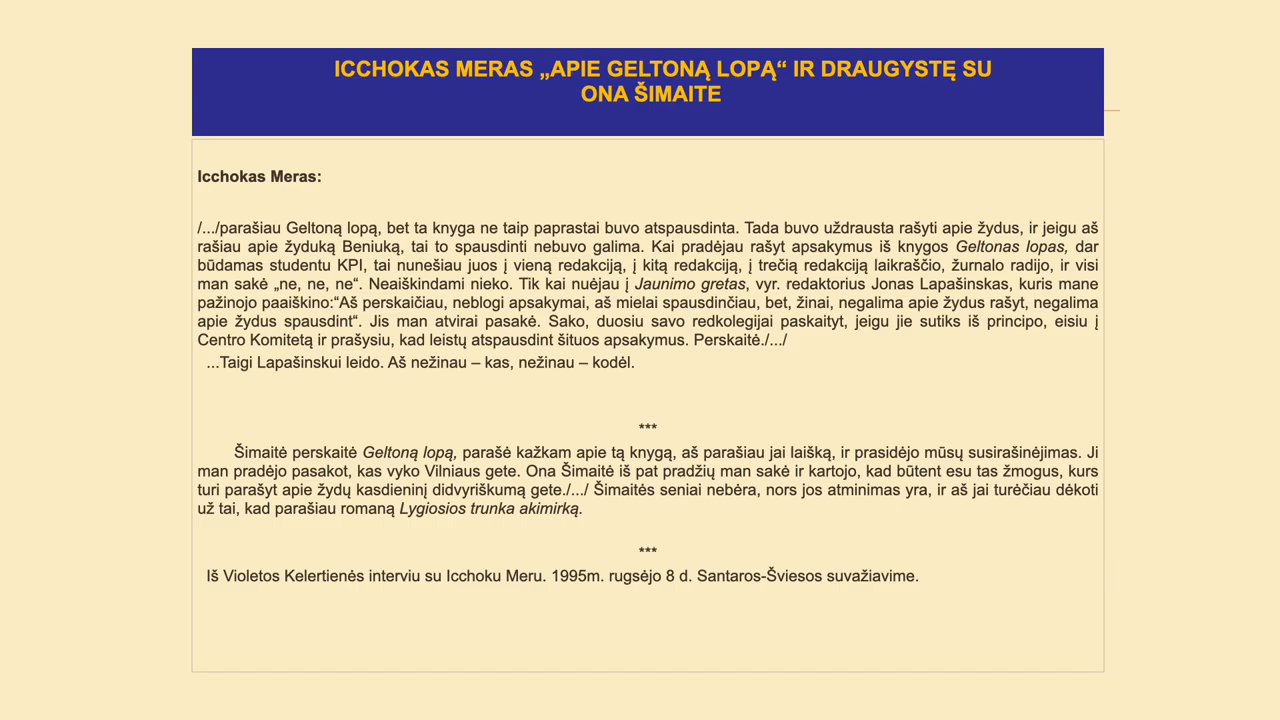 ICCHOKAS MERAS „APIE GELTONĄ LOPĄ“ IR DRAUGYSTĘ SU
ONA ŠIMAITE
Icchokas Meras:
/.../parašiau Geltoną lopą, bet ta knyga ne taip paprastai buvo atspausdinta. Tada buvo uždrausta rašyti apie žydus, ir jeigu aš
rašiau apie žyduką Beniuką, tai to spausdinti nebuvo galima. Kai pradėjau rašyt apsakymus iš knygos Geltonas lopas, dar
būdamas studentu KPI, tai nunešiau juos į vieną redakciją, į kitą redakciją, į trečią redakciją laikraščio, žurnalo radijo, ir visi
man sakė „ne, ne, ne“. Neaiškindami nieko. Tik kai nuėjau į Jaunimo gretas, vyr. redaktorius Jonas Lapašinskas, kuris mane
pažinojo paaiškino:“Aš perskaičiau, neblogi apsakymai, aš mielai spausdinčiau, bet, žinai, negalima apie žydus rašyt, negalima
apie žydus spausdint“. Jis man atvirai pasakė. Sako, duosiu savo redkolegijai paskaityt, jeigu jie sutiks iš principo, eisiu į
Centro Komitetą ir prašysiu, kad leistų atspausdint šituos apsakymus. Perskaitė./.../
...Taigi Lapašinskui leido. Aš nežinau – kas, nežinau – kodėl.
***
Šimaitė perskaitė Geltoną lopą, parašė kažkam apie tą knygą, aš parašiau jai laišką, ir prasidėjo mūsų susirašinėjimas. Ji
man pradėjo pasakot, kas vyko Vilniaus gete. Ona Šimaitė iš pat pradžių man sakė ir kartojo, kad būtent esu tas žmogus, kurs
turi parašyt apie žydų kasdieninį didvyriškumą gete./.../ Šimaitės seniai nebėra, nors jos atminimas yra, ir aš jai turėčiau dėkoti
už tai, kad parašiau romaną Lygiosios trunka akimirką.
***
Iš Violetos Kelertienės interviu su Icchoku Meru. 1995m. rugsėjo 8 d. Santaros-Šviesos suvažiavime.